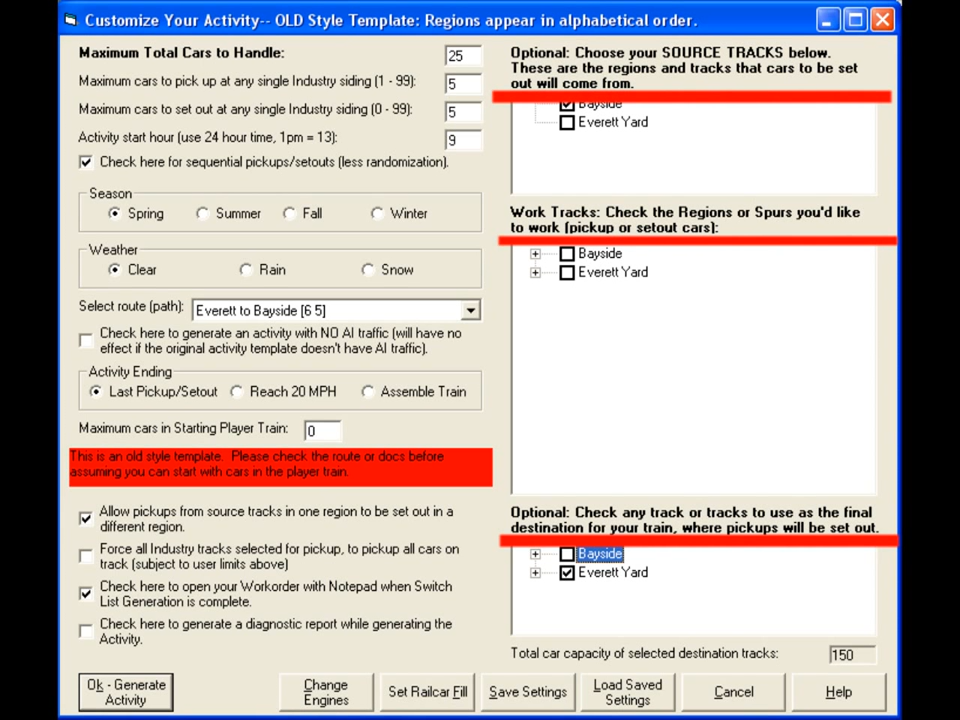 Customize Your Activity-- OLD Style Template: Regions appear in alphabetical order.
Maximum Total Cars to Handle:
25
Maximum cars to pick up at any single Industry siding (1 - 99):
5
Maximum cars to set out at any single Industry siding (0 - 99):
5
Activity start hour (use 24 hour time, 1pm = 13):
9
Check here for sequential pickups/setouts (less randomization).
Season
Spring
Summer
Fall
Winter
Weather
Clear
Rain
Snow
Select route (path):
Everett to Bayside [6 5]
Check here to generate an activity with NO AI traffic (will have no
effect if the original activity template doesn't have AI traffic).
Activity Ending
Last Pickup/Setout
Reach 20 MPH
Assemble Train
Maximum cars in Starting Player Train:
0
This is an old style template. Please check the route or docs before
assuming you can start with cars in the player train.
Allow pickups from source tracks in one region to be set out in a
different region.
Force all Industry tracks selected for pickup, to pickup all cars on
track (subject to user limits above)
Check here to open your Workorder with Notepad when Switch
List Generation is complete.
Check here to generate a diagnostic report while generating the
Activity.
Optional: Choose your SOURCE TRACKS below.
These are the regions and tracks that cars to be set
out will come from.
Bayside
Everett Yard
Work Tracks: Check the Regions or Spurs you'd like
to work (pickup or setout cars):
Bayside
Everett Yard
Optional: Check any track or tracks to use as the final
destination for your train, where pickups will be set out.
Bayside
Everett Yard
Total car capacity of selected destination tracks:
150
Ok - Generate
Activity
Change
Engines
Set Railcar Fill
Save Settings
Load Saved
Settings
Cancel
Help